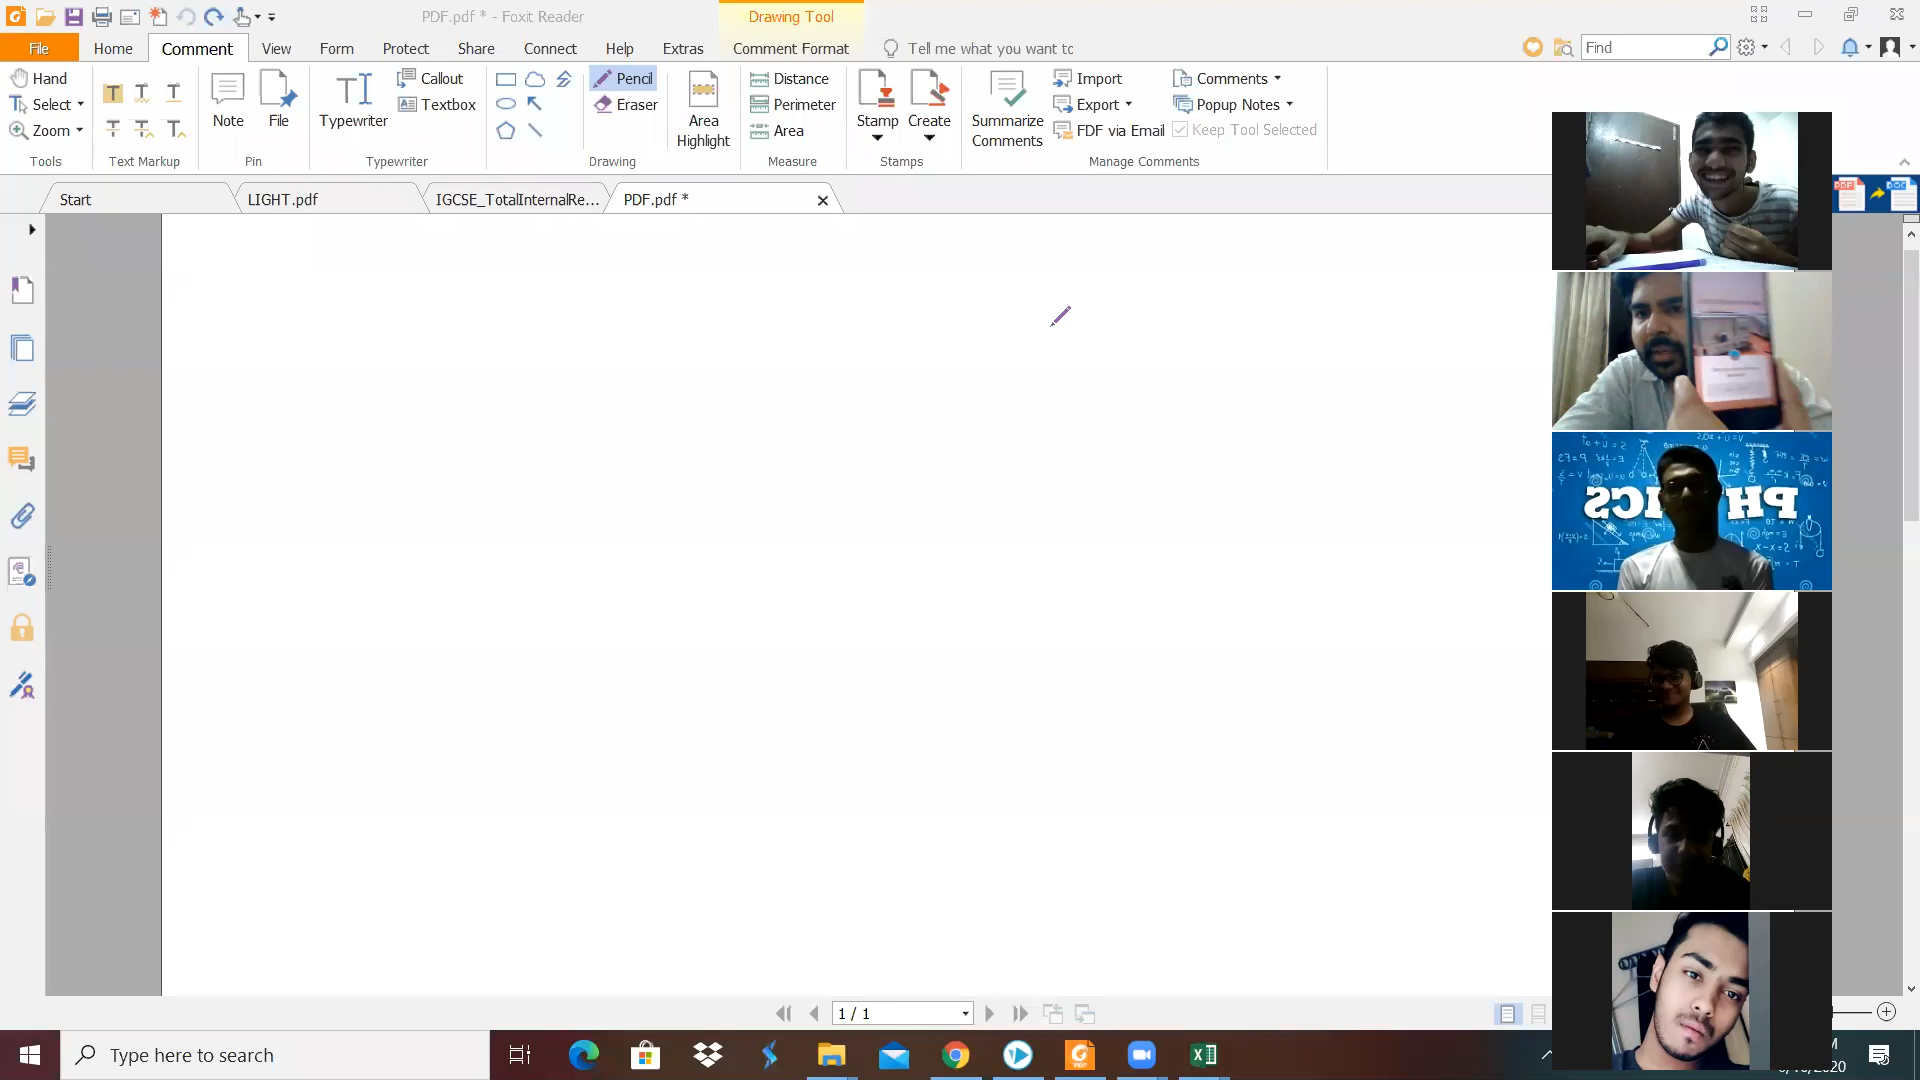 PDF.pdf * - Foxit Reader
Drawing Tool
File
Home
Comment
View
Form
Protect
Share
Connect
Help
Extras
Comment Format
Tell me what you want to
Find
Hand
Select
Zoom
Tools
Text Markup
Note
File
Pin
Typewriter
Callout
Textbox
Typewriter
Pencil
Eraser
Drawing
Area
Highlight
Distance
Perimeter
Area
Measure
Stamp
Create
Stamps
Summarize
Comments
Import
Export
FDF via Email
Comments
Popup Notes
Keep Tool Selected
Manage Comments
Start
LIGHT.pdf
IGCSE_TotalInternalRe...
PDF.pdf *
1 / 1
Type here to search